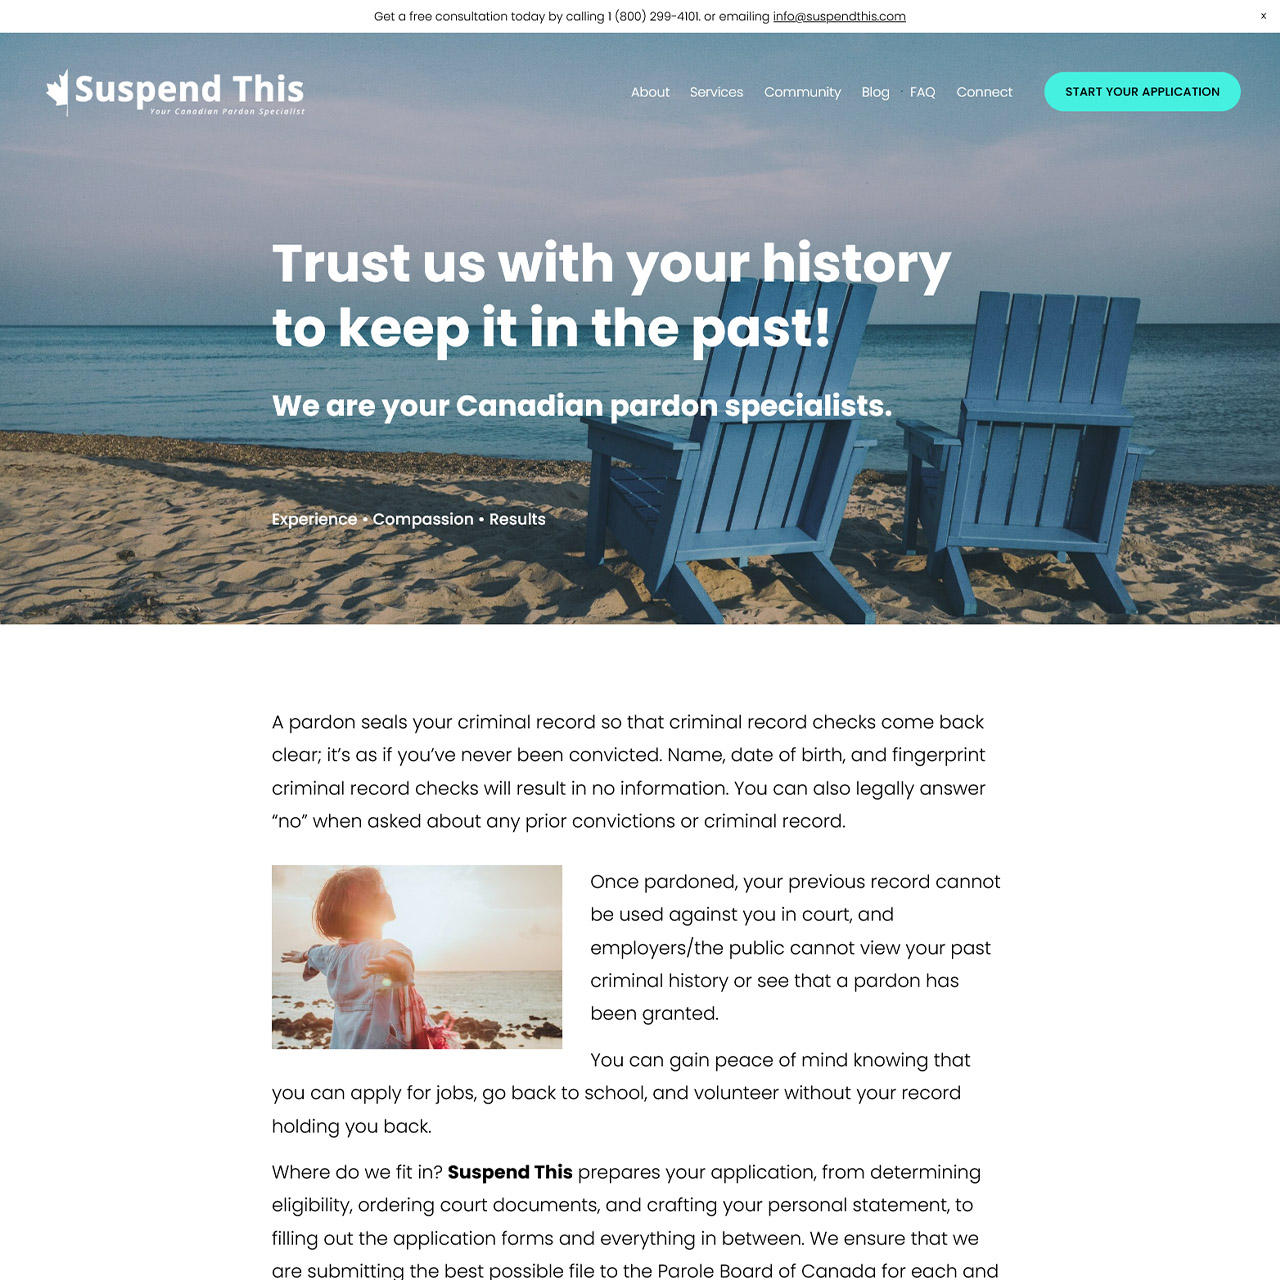 Get a free consultation today by calling 1 (800) 299-4101. or emailing info@suspendthis.com
x
Suspend This
Your Canadian Pardon Specialist
About Services Community Blog FAQ Connect START YOUR APPLICATION
Trust us with your history
to keep it in the past!
We are your Canadian pardon specialists.
Experience • Compassion • Results
A pardon seals your criminal record so that criminal record checks come back
clear; it’s as if you’ve never been convicted. Name, date of birth, and fingerprint
criminal record checks will result in no information. You can also legally answer
“no” when asked about any prior convictions or criminal record.
Once pardoned, your previous record cannot
be used against you in court, and
employers/the public cannot view your past
criminal history or see that a pardon has
been granted.
You can gain peace of mind knowing that
you can apply for jobs, go back to school, and volunteer without your record
holding you back.
Where do we fit in? Suspend This prepares your application, from determining
eligibility, ordering court documents, and crafting your personal statement, to
filling out the application forms and everything in between. We ensure that we
are submitting the best possible file to the Parole Board of Canada for each and